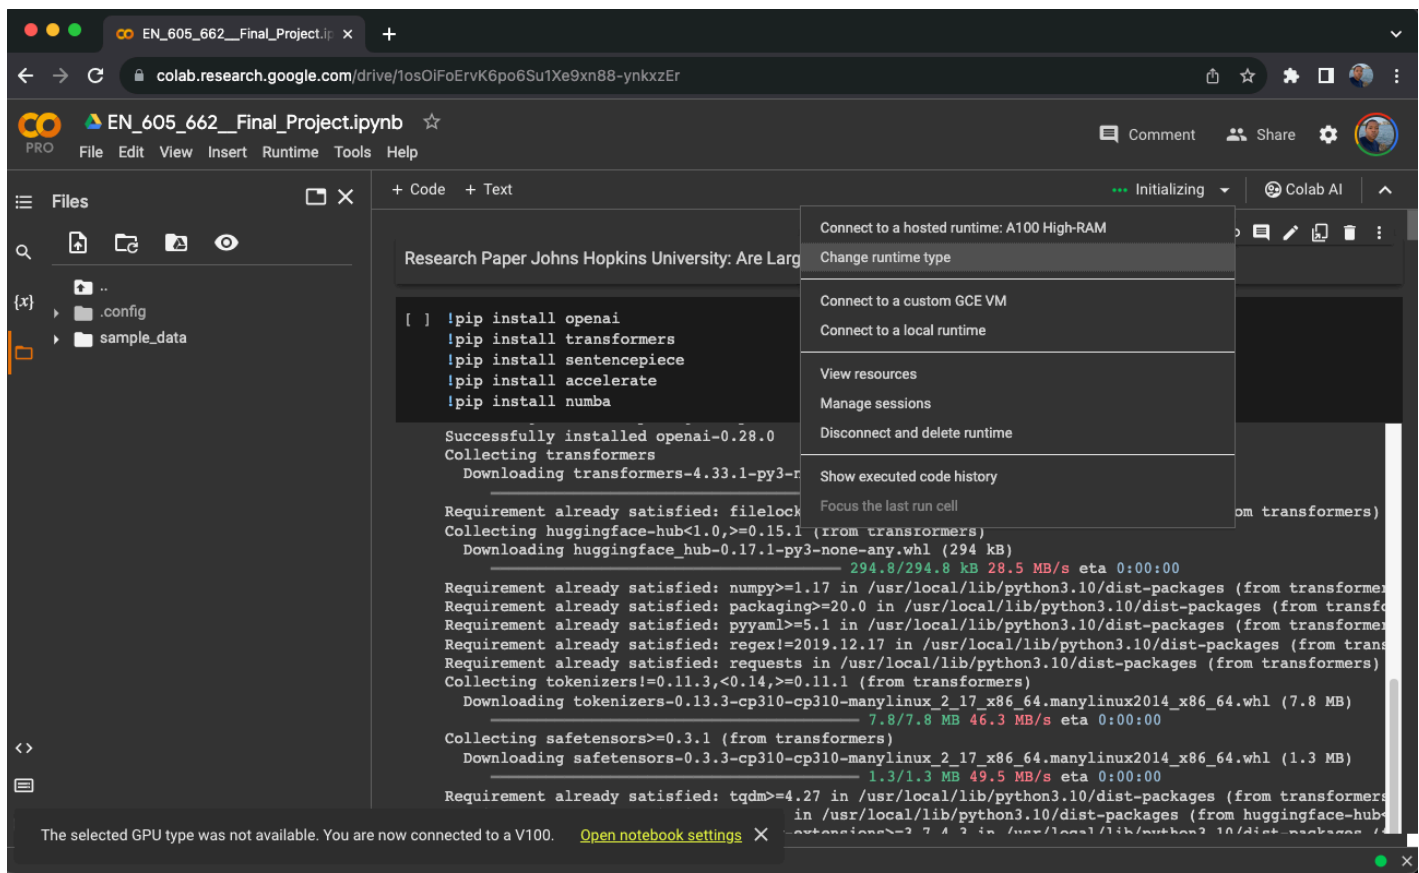 EN_605_662__Final_Project.ip
colab.research.google.com/drive/1osOiFoErvK6po6Su1Xe9xn88-ynkxzEr
CO
PRO
EN_605_662__Final_Project.ipynb
Comment
Share
File Edit View Insert Runtime Tools Help
Files
+ Code + Text
Initializing
Colab AI
Connect to a hosted runtime: A100 High-RAM
Change runtime type
Connect to a custom GCE VM
Connect to a local runtime
View resources
Manage sessions
Disconnect and delete runtime
Show executed code history
Focus the last run cell
..
.config
sample_data
{x}
Research Paper Johns Hopkins University: Are Larg
[ ] !pip install openai
!pip install transformers
!pip install sentencepiece
!pip install accelerate
!pip install numba
Successfully installed openai-0.28.0
Collecting transformers
Downloading transformers-4.33.1-py3-n
Requirement already satisfied: filelock om transformers)
Collecting huggingface-hub<1.0,>=0.15.1 (from transformers)
Downloading huggingface_hub-0.17.1-py3-none-any.whl (294 kB)
294.8/294.8 kB 28.5 MB/s eta 0:00:00
Requirement already satisfied: numpy>=1.17 in /usr/local/lib/python3.10/dist-packages (from transformer
Requirement already satisfied: packaging>=20.0 in /usr/local/lib/python3.10/dist-packages (from transfo
Requirement already satisfied: pyyaml>=5.1 in /usr/local/lib/python3.10/dist-packages (from transformer
Requirement already satisfied: regex!=2019.12.17 in /usr/local/lib/python3.10/dist-packages (from trans
Requirement already satisfied: requests in /usr/local/lib/python3.10/dist-packages (from transformers)
Collecting tokenizers!=0.11.3,<0.14,>=0.11.1 (from transformers)
Downloading tokenizers-0.13.3-cp310-cp310-manylinux_2_17_x86_64.manylinux2014_x86_64.whl (7.8 MB)
7.8/7.8 MB 46.3 MB/s eta 0:00:00
Collecting safetensors>=0.3.1 (from transformers)
Downloading safetensors-0.3.3-cp310-cp310-manylinux_2_17_x86_64.manylinux2014_x86_64.whl (1.3 MB)
1.3/1.3 MB 49.5 MB/s eta 0:00:00
Requirement already satisfied: tqdm>=4.27 in /usr/local/lib/python3.10/dist-packages (from transformers
in /usr/local/lib/python3.10/dist-packages (from huggingface-hub<
-extensions>=3.7.4.3 in /usr/local/lib/python3.10/dist-packages (
The selected GPU type was not available. You are now connected to a V100. Open notebook settings